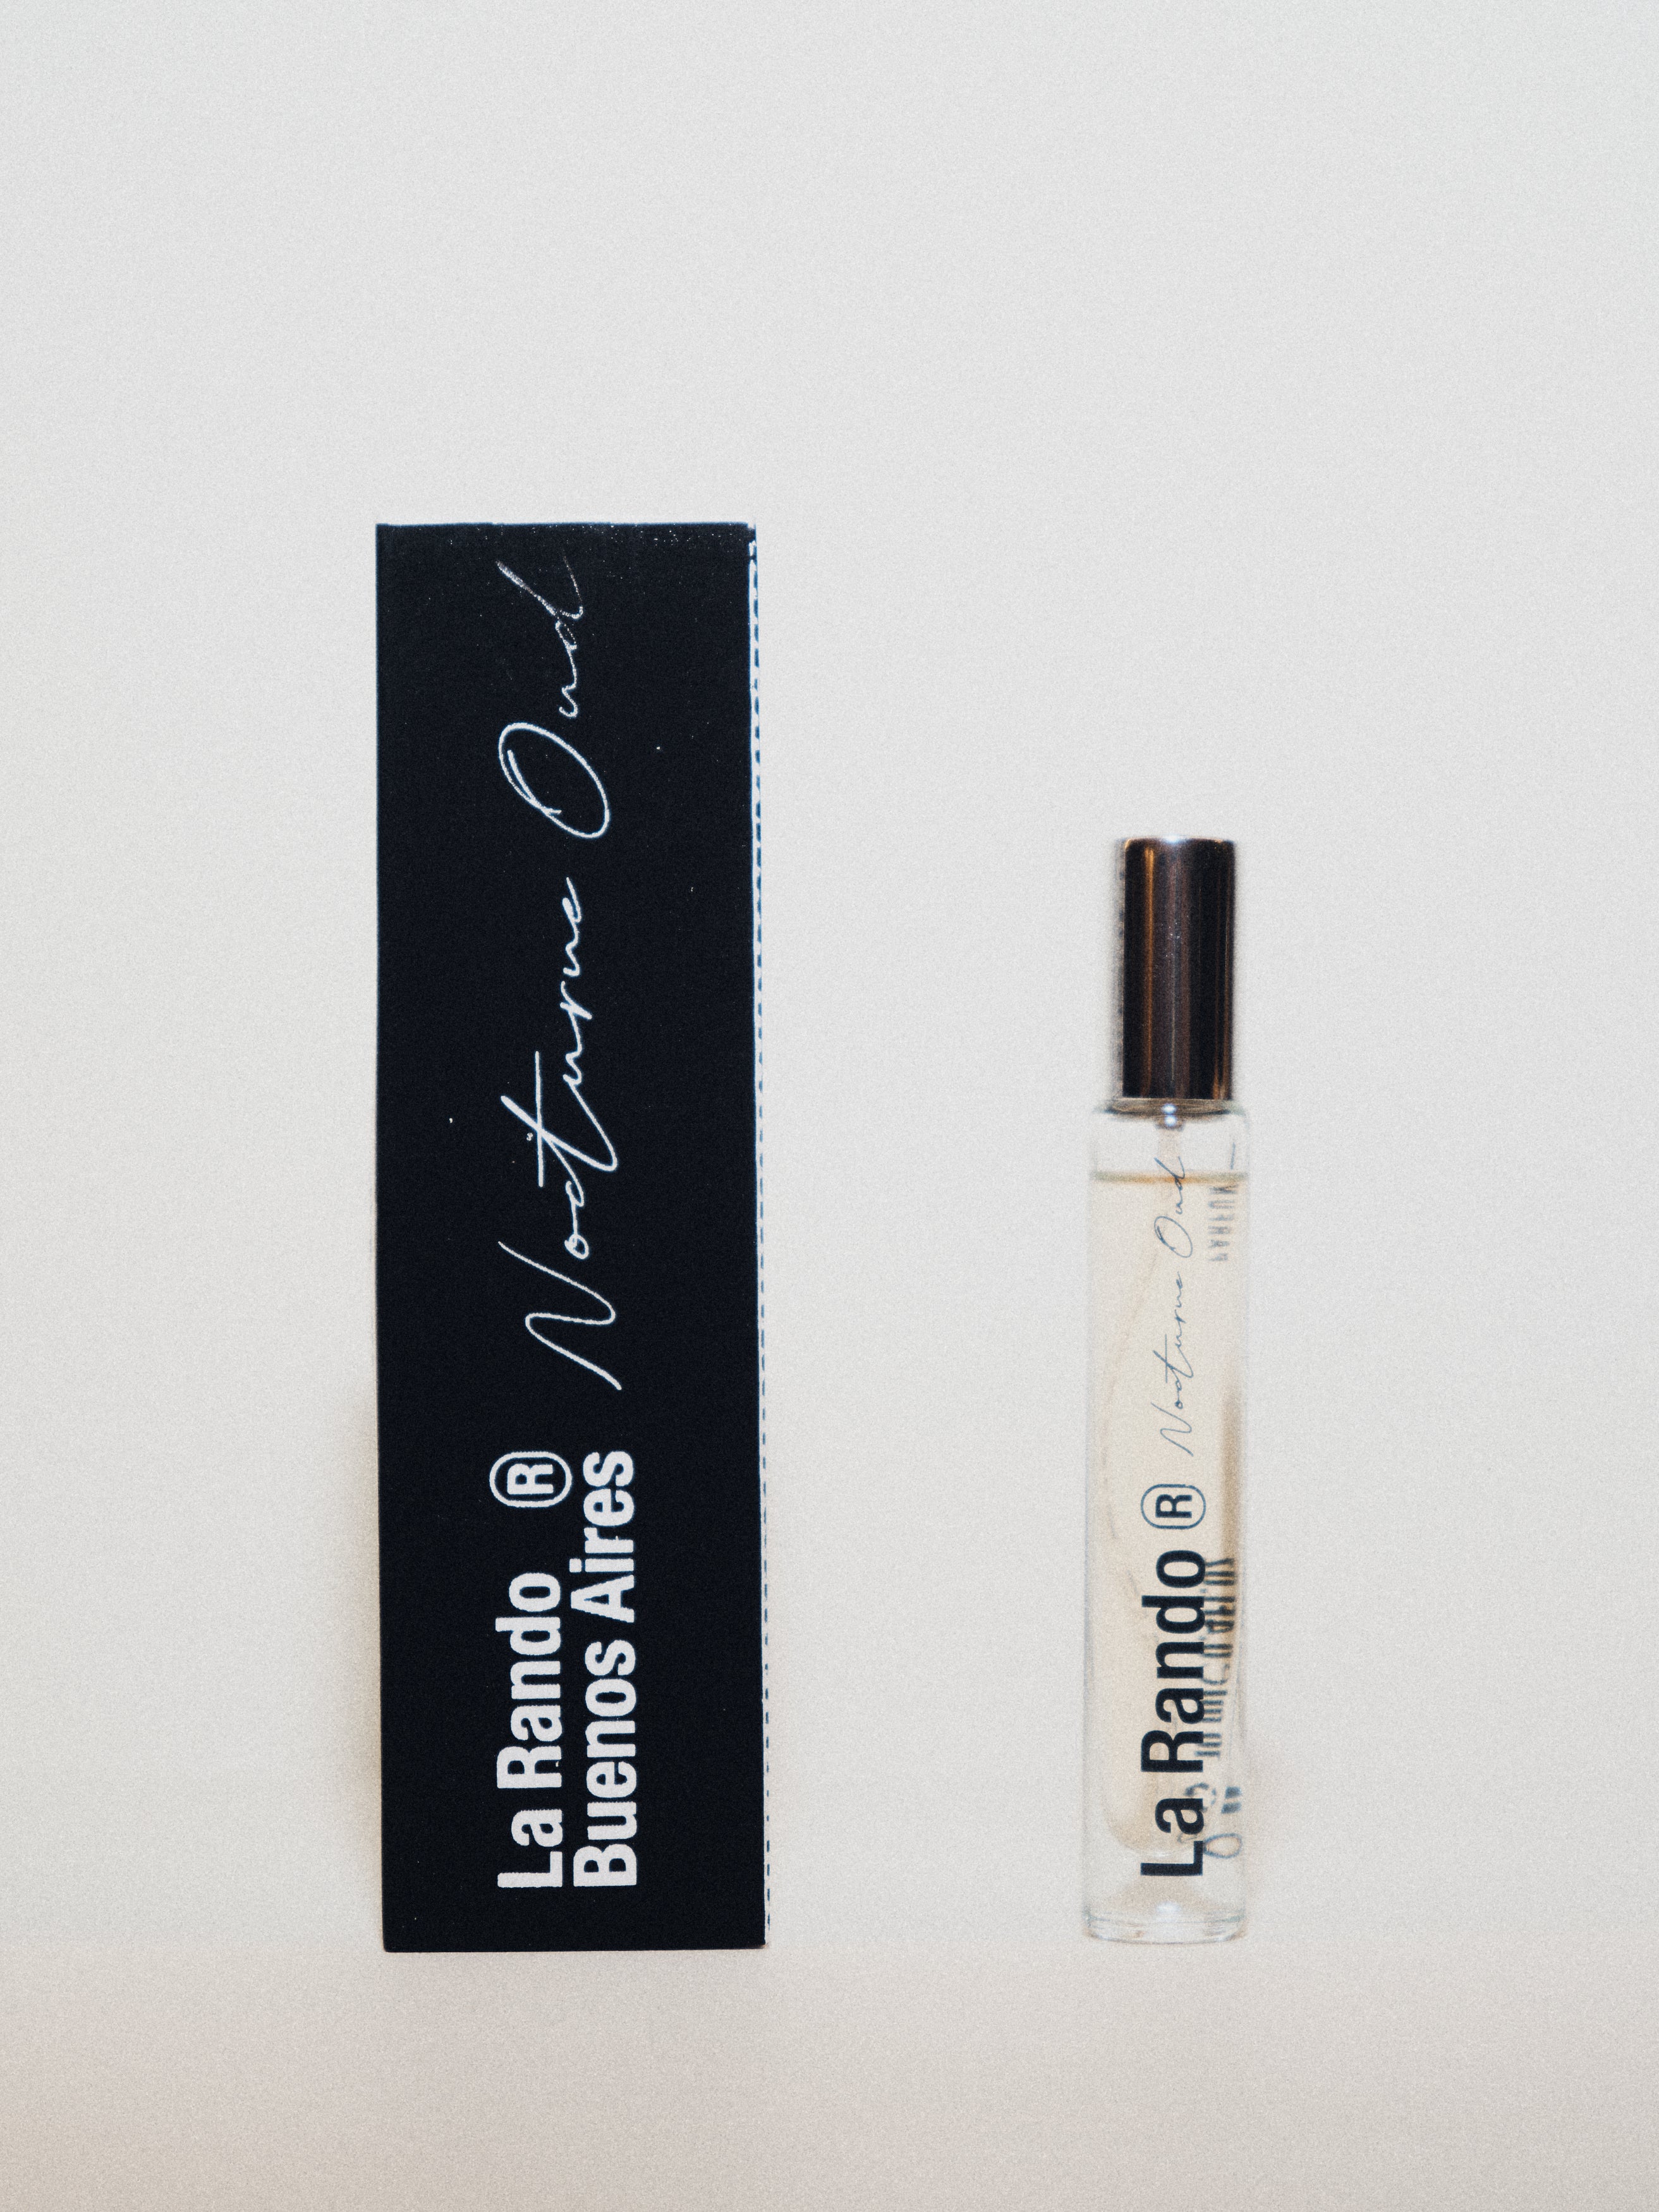 La Rando ®
Buenos Aires
Nocturne Oud
La Rando ®
Nocturne Oud